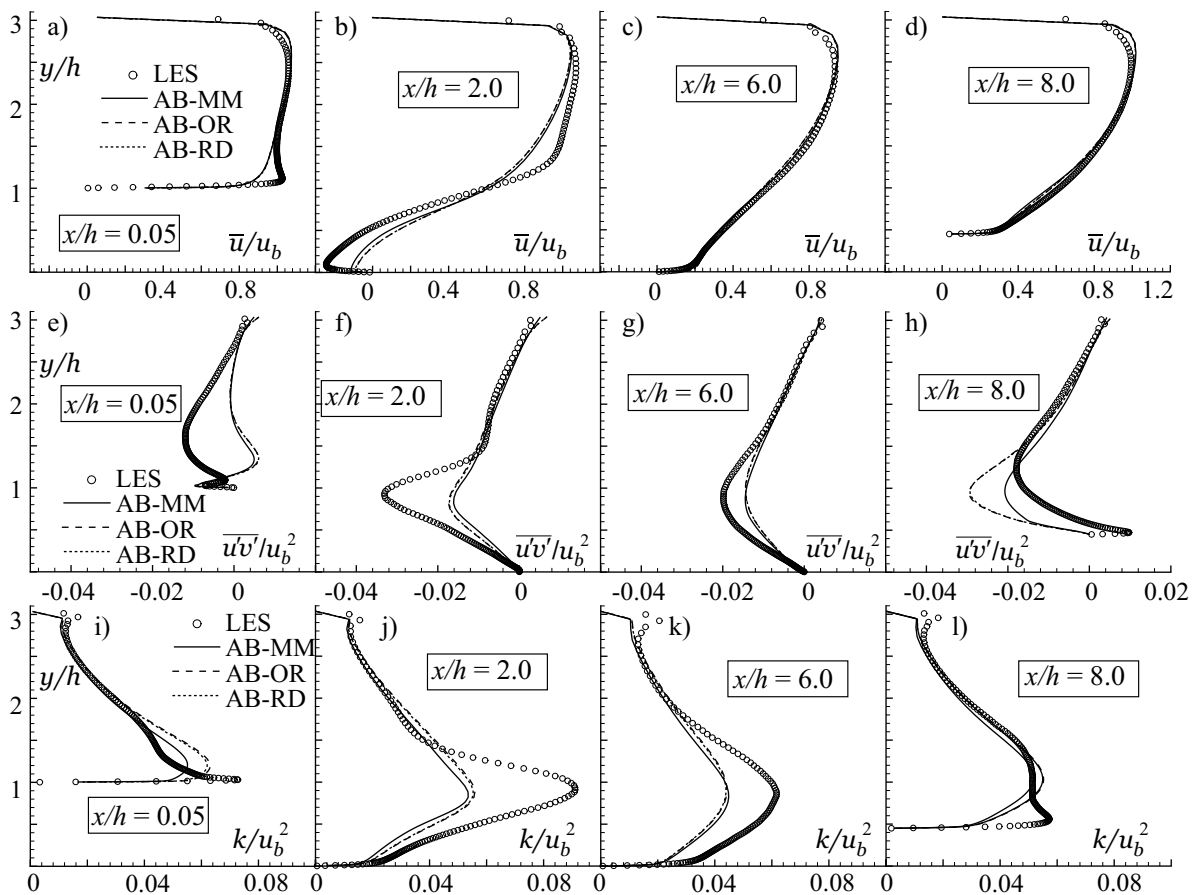 3 a) b) c) d)
y/h
LES
AB-MM
AB-OR
AB-RD
x/h = 2.0
x/h = 6.0
x/h = 8.0
2
1
x/h = 0.05
u̅/u_b u̅/u_b u̅/u_b u̅/u_b
0 0.4 0.8 0 0.4 0.8 0 0.4 0.8 0 0.4 0.8 1.2
3 e) f) g) h)
y/h
x/h = 0.05
x/h = 2.0
x/h = 6.0
x/h = 8.0
2
1
LES
AB-MM
AB-OR
AB-RD
u'v'/u_b^2 u'v'/u_b^2 u'v'/u_b^2 u'v'/u_b^2
-0.04 -0.02 0 -0.04 -0.02 0 -0.04 -0.02 0 -0.04 -0.02 0 0.02
3 i) j) k) l)
LES
AB-MM
AB-OR
AB-RD
y/h
x/h = 2.0
x/h = 6.0
x/h = 8.0
2
1
x/h = 0.05
k/u_b^2 k/u_b^2 k/u_b^2 k/u_b^2
0 0.04 0.08 0 0.04 0.08 0 0.04 0.08 0 0.04 0.08